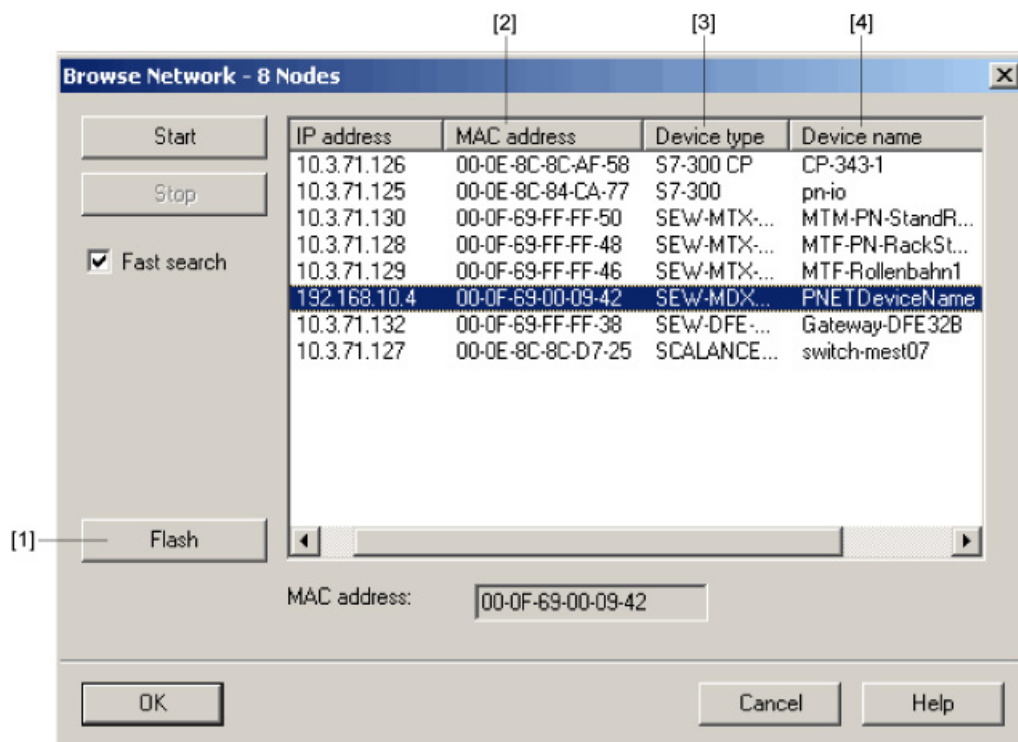 [2] [3] [4]
Browse Network - 8 Nodes
Start
Stop
Fast search
IP address MAC address Device type Device name
10.3.71.126 00-0E-8C-8C-AF-58 S7-300 CP CP-343-1
10.3.71.125 00-0E-8C-84-CA-77 S7-300 pn-io
10.3.71.130 00-0F-69-FF-FF-50 SEW-MTX-... MTM-PN-StandR...
10.3.71.128 00-0F-69-FF-FF-48 SEW-MTX-... MTF-PN-RackSt...
10.3.71.129 00-0F-69-FF-FF-46 SEW-MTX-... MTF-Rollenbahn1
192.168.10.4 00-0F-69-00-09-42 SEW-MDX... PNETDeviceName
10.3.71.132 00-0F-69-FF-FF-38 SEW-DFE-... Gateway-DFE32B
10.3.71.127 00-0E-8C-8C-D7-25 SCALANCE... switch-mest07
[1] Flash
MAC address: 00-0F-69-00-09-42
OK Cancel Help